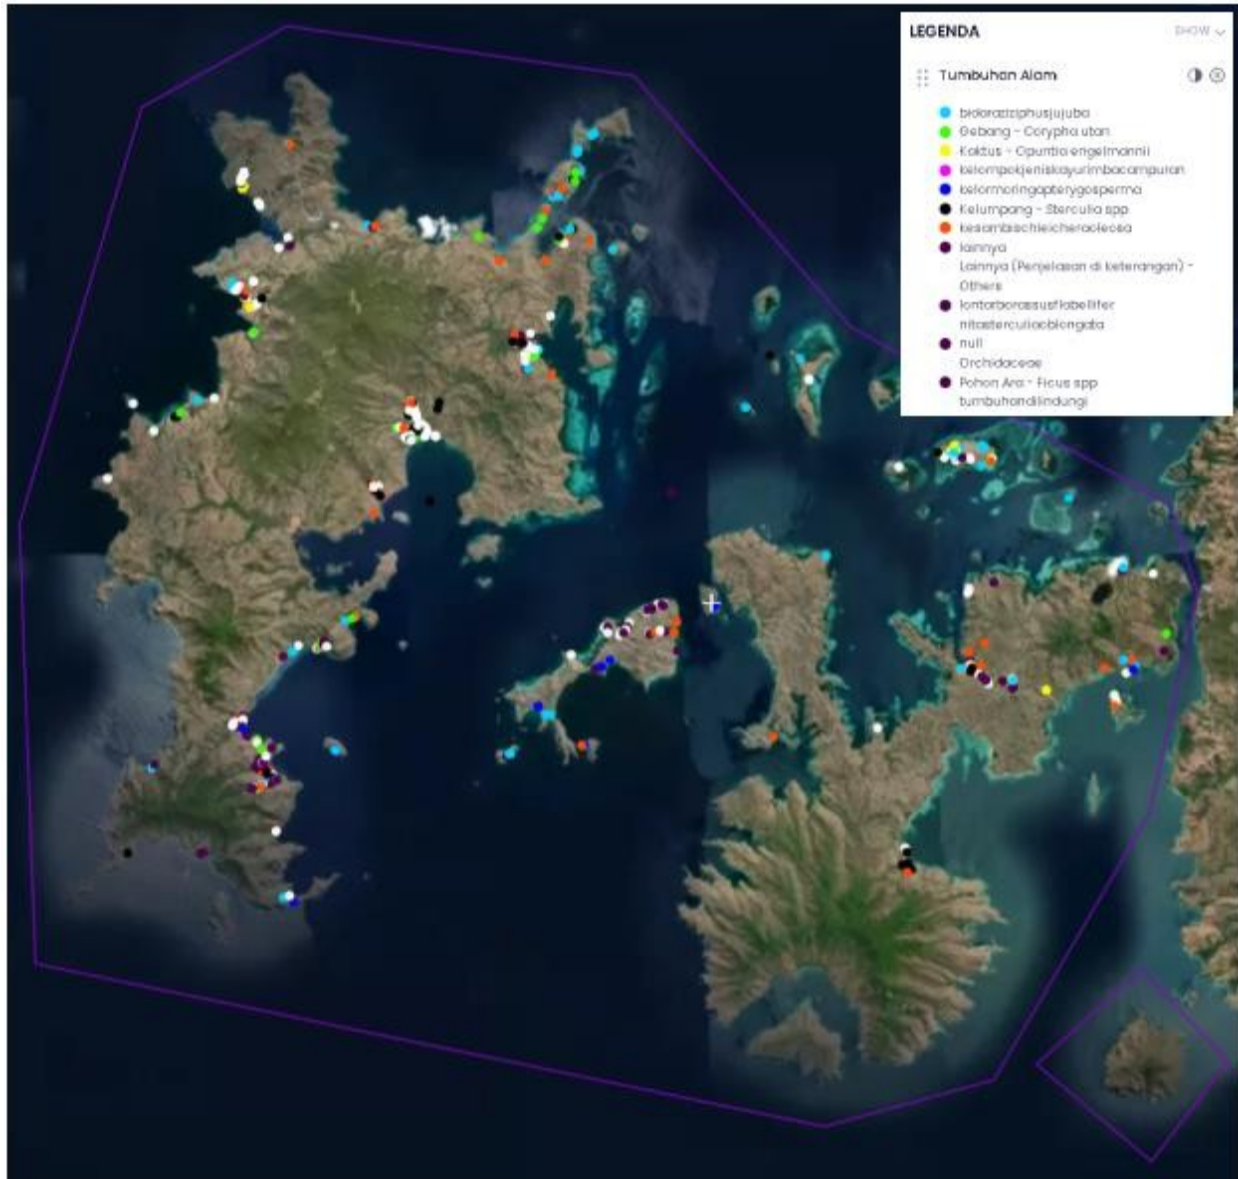 LEGENDA
SHOW
Tumbuhan Alam
bidaraziziphusjujuba
Gebang - Corypha utan
Kaktus - Opuntia engelmannii
kelompokjeniskayurimbacampuran
kelormoringapterygosperma
Kelumpang - Sterculia spp
kesambischleicheraoleosa
lainnya
Lainnya (Penjelasan di keterangan) -
Others
lontarborassusflabellifer
nitasterculiaoblongata
null
Orchidaceae
Pohon Ara - Ficus spp
tumbuhandilindungi